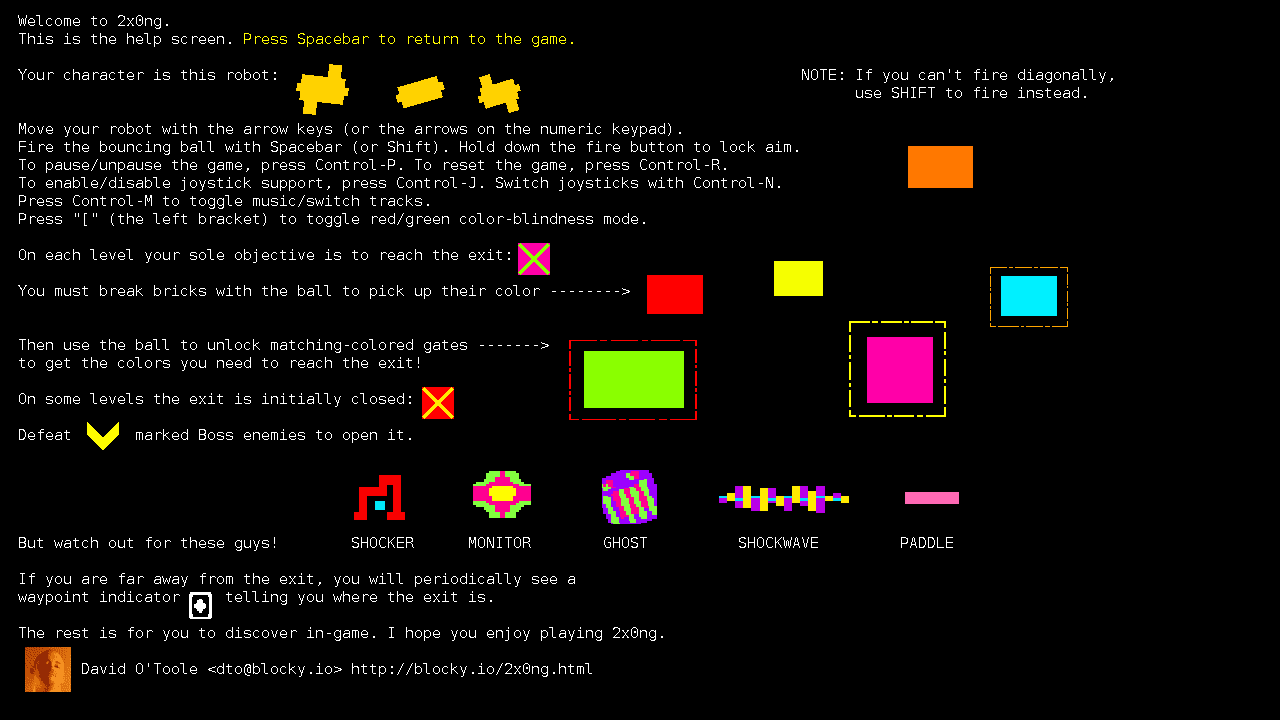 Welcome to 2x0ng.
This is the help screen. Press Spacebar to return to the game.
Your character is this robot:
NOTE: If you can't fire diagonally,
use SHIFT to fire instead.
Move your robot with the arrow keys (or the arrows on the numeric keypad).
Fire the bouncing ball with Spacebar (or Shift). Hold down the fire button to lock aim.
To pause/unpause the game, press Control-P. To reset the game, press Control-R.
To enable/disable joystick support, press Control-J. Switch joysticks with Control-N.
Press Control-M to toggle music/switch tracks.
Press "[" (the left bracket) to toggle red/green color-blindness mode.
On each level your sole objective is to reach the exit:
You must break bricks with the ball to pick up their color -------->
Then use the ball to unlock matching-colored gates ------->
to get the colors you need to reach the exit!
On some levels the exit is initially closed:
Defeat marked Boss enemies to open it.
But watch out for these guys! SHOCKER MONITOR GHOST SHOCKWAVE PADDLE
If you are far away from the exit, you will periodically see a
waypoint indicator telling you where the exit is.
The rest is for you to discover in-game. I hope you enjoy playing 2x0ng.
David O'Toole <dto@blocky.io> http://blocky.io/2x0ng.html